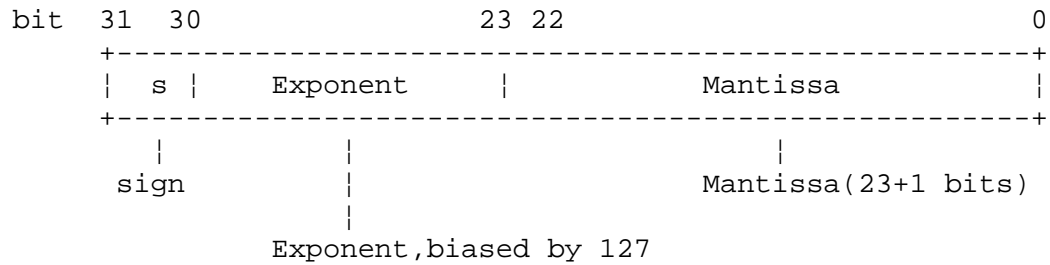 bit 31 30 23 22 0
s Exponent Mantissa
sign Mantissa(23+1 bits)
Exponent,biased by 127